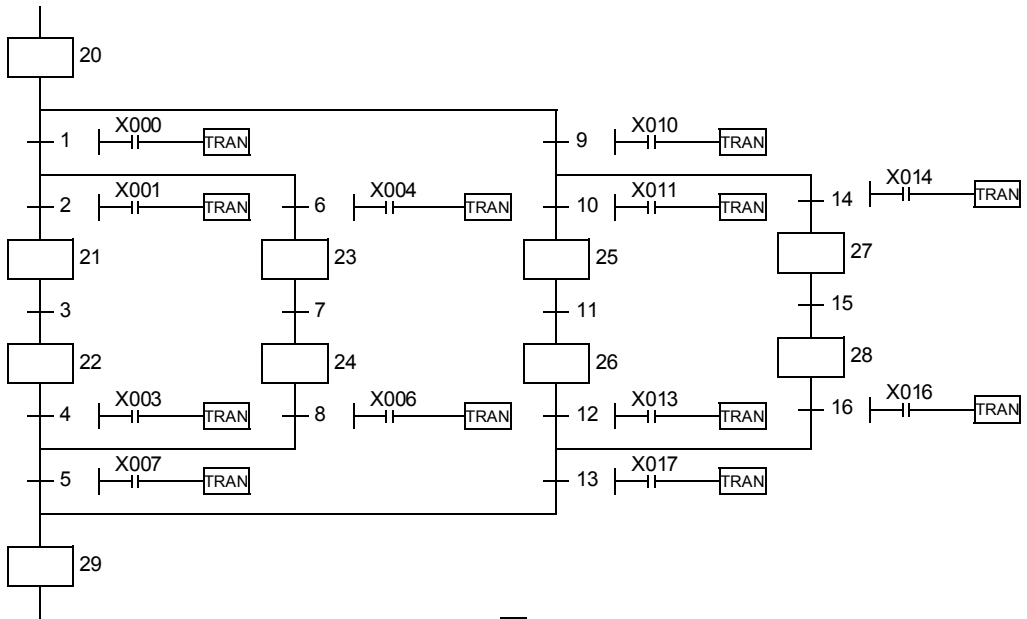 20
1 X000 TRAN 9 X010 TRAN
2 X001 TRAN 6 X004 TRAN 10 X011 TRAN 14 X014 TRAN
21 23 25 27
3 7 11 15
22 24 26 28
4 X003 TRAN 8 X006 TRAN 12 X013 TRAN 16 X016 TRAN
5 X007 TRAN 13 X017 TRAN
29